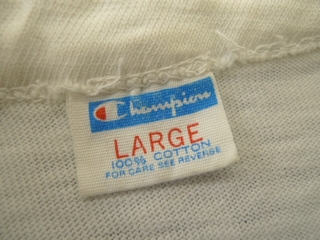 Champion
LARGE
100% COTTON
FOR CARE SEE REVERSE